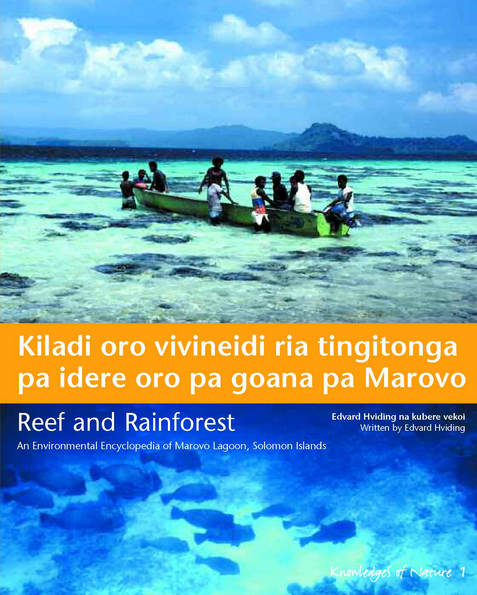 Kiladi oro vivineidi ria tingitonga
pa idere oro pa goana pa Marovo
Reef and Rainforest
An Environmental Encyclopedia of Marovo Lagoon, Solomon Islands
Edvard Hviding na kubere vekoi
Written by Edvard Hviding
Knowledges of Nature 1